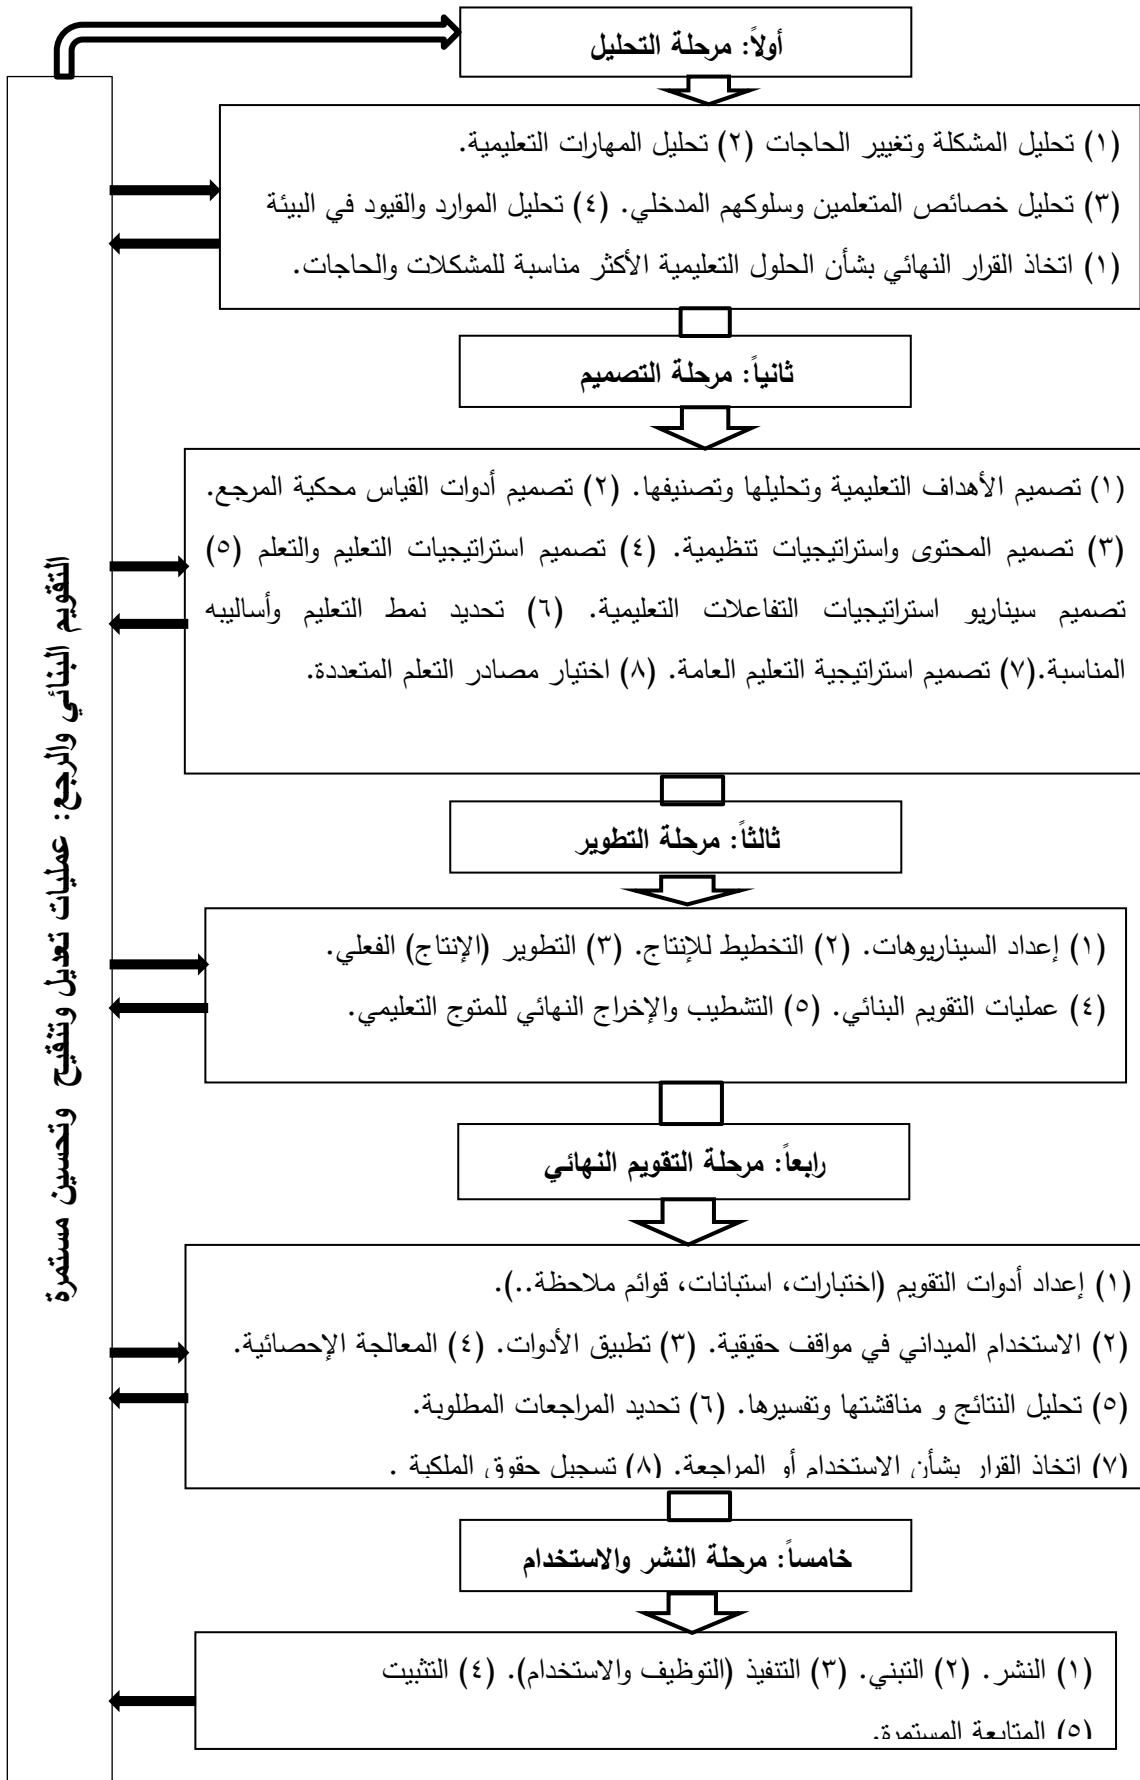 أولاً: مرحلة التحليل
(١) تحليل المشكلة وتغيير الحاجات (٢) تحليل المهارات التعليمية.
(٣) تحليل خصائص المتعلمين وسلوكهم المدخلي. (٤) تحليل الموارد والقيود في البيئة
(١) اتخاذ القرار النهائي بشأن الحلول التعليمية الأكثر مناسبة للمشكلات والحاجات.
ثانياً: مرحلة التصميم
(١) تصميم الأهداف التعليمية وتحليلها وتصنيفها. (٢) تصميم أدوات القياس محكية المرجع.
(٣) تصميم المحتوى واستراتيجيات تنظيمية. (٤) تصميم استراتيجيات التعليم والتعلم (٥)
تصميم سيناريو استراتيجيات التفاعلات التعليمية. (٦) تحديد نمط التعليم وأساليبه
المناسبة.(٧) تصميم استراتيجية التعليم العامة. (٨) اختيار مصادر التعلم المتعددة.
ثالثاً: مرحلة التطوير
(١) إعداد السيناريوهات. (٢) التخطيط للإنتاج. (٣) التطوير (الإنتاج) الفعلي.
(٤) عمليات التقويم البنائي. (٥) التشطيب والإخراج النهائي للمتوج التعليمي.
رابعاً: مرحلة التقويم النهائي
(١) إعداد أدوات التقويم (اختبارات، استبانات، قوائم ملاحظة..).
(٢) الاستخدام الميداني في مواقف حقيقية. (٣) تطبيق الأدوات. (٤) المعالجة الإحصائية.
(٥) تحليل النتائج و مناقشتها وتفسيرها. (٦) تحديد المراجعات المطلوبة.
(٧) اتخاذ القرار بشأن الاستخدام أو المراجعة. (٨) تسجيل حقوق الملكية .
خامساً: مرحلة النشر والاستخدام
(١) النشر. (٢) التبني. (٣) التنفيذ (التوظيف والاستخدام). (٤) التثبيت
(٥) المتابعة المستمرة.
التقويم البنائي والرجع: عمليات تعديل وتنقيح وتحسين مستمرة